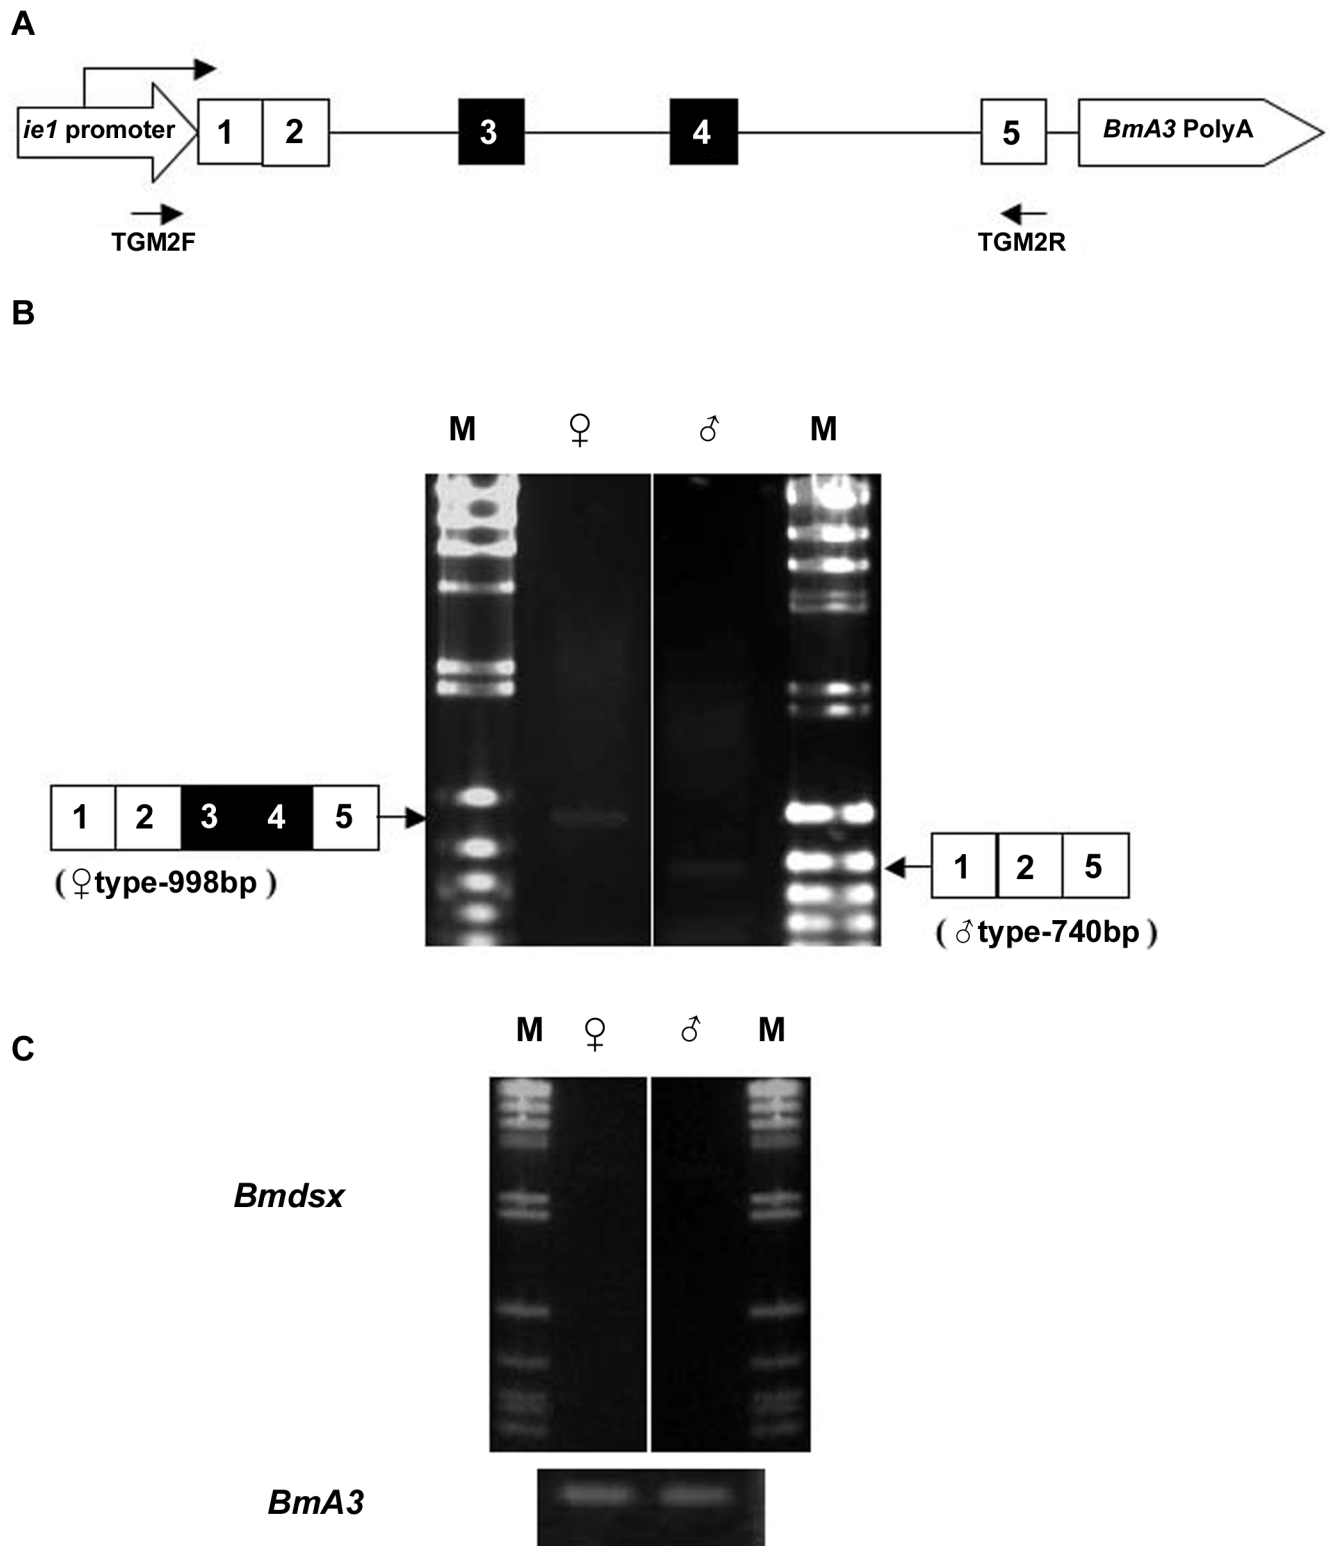 A
ie1 promoter 1 2 3 4 5 BmA3 PolyA
TGM2F TGM2R
B
M ♀ ♂ M
1 2 3 4 5
(♀type-998bp )
1 2 5
( ♂type-740bp )
C
M ♀ ♂ M
Bmdsx
BmA3